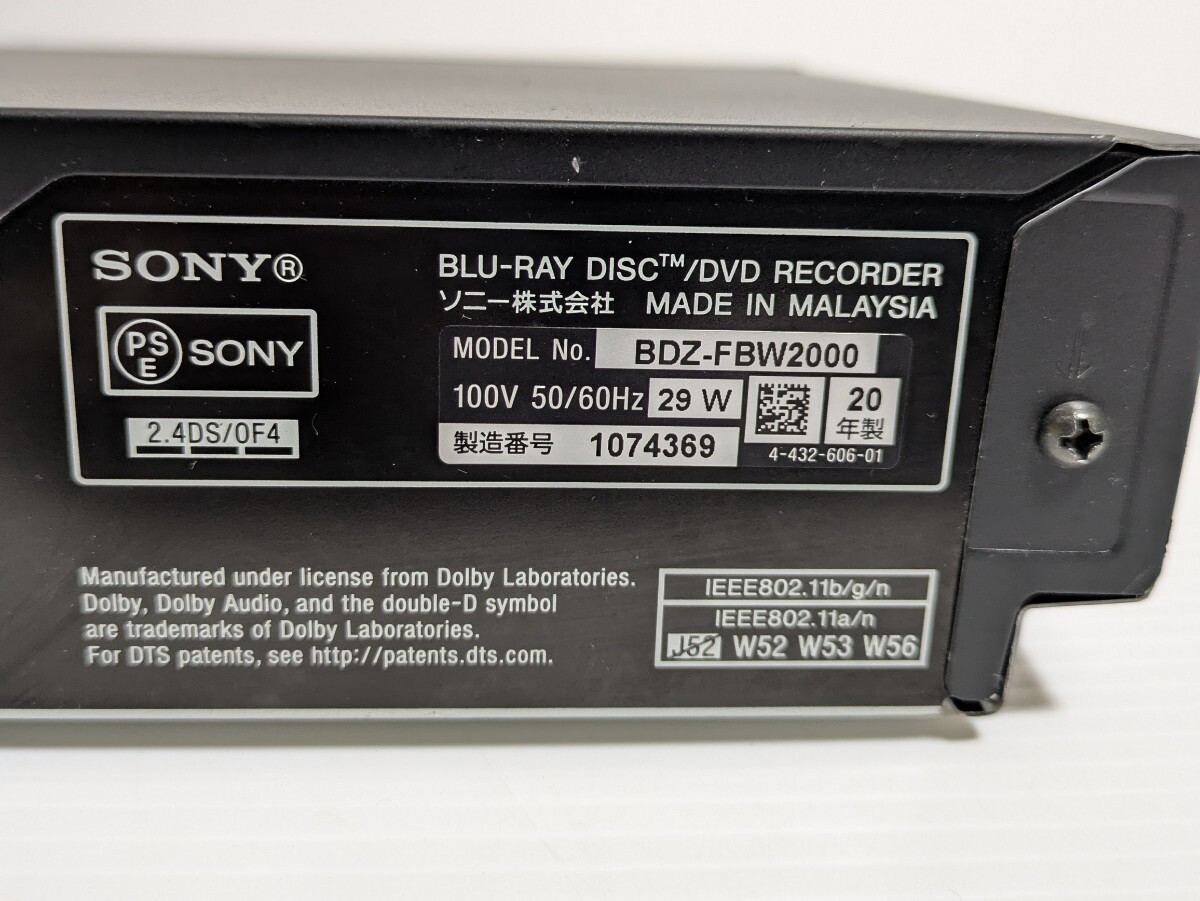 SONY®
BLU-RAY DISC™/DVD RECORDER
ソニー株式会社 MADE IN MALAYSIA
PSE SONY
MODEL No. BDZ-FBW2000
100V 50/60Hz 29 W
20
年製
2.4DS/OF4
製造番号 1074369
4-432-606-01
Manufactured under license from Dolby Laboratories.
Dolby, Dolby Audio, and the double-D symbol
are trademarks of Dolby Laboratories.
For DTS patents, see http://patents.dts.com.
IEEE802.11b/g/n
IEEE802.11a/n
J52 W52 W53 W56